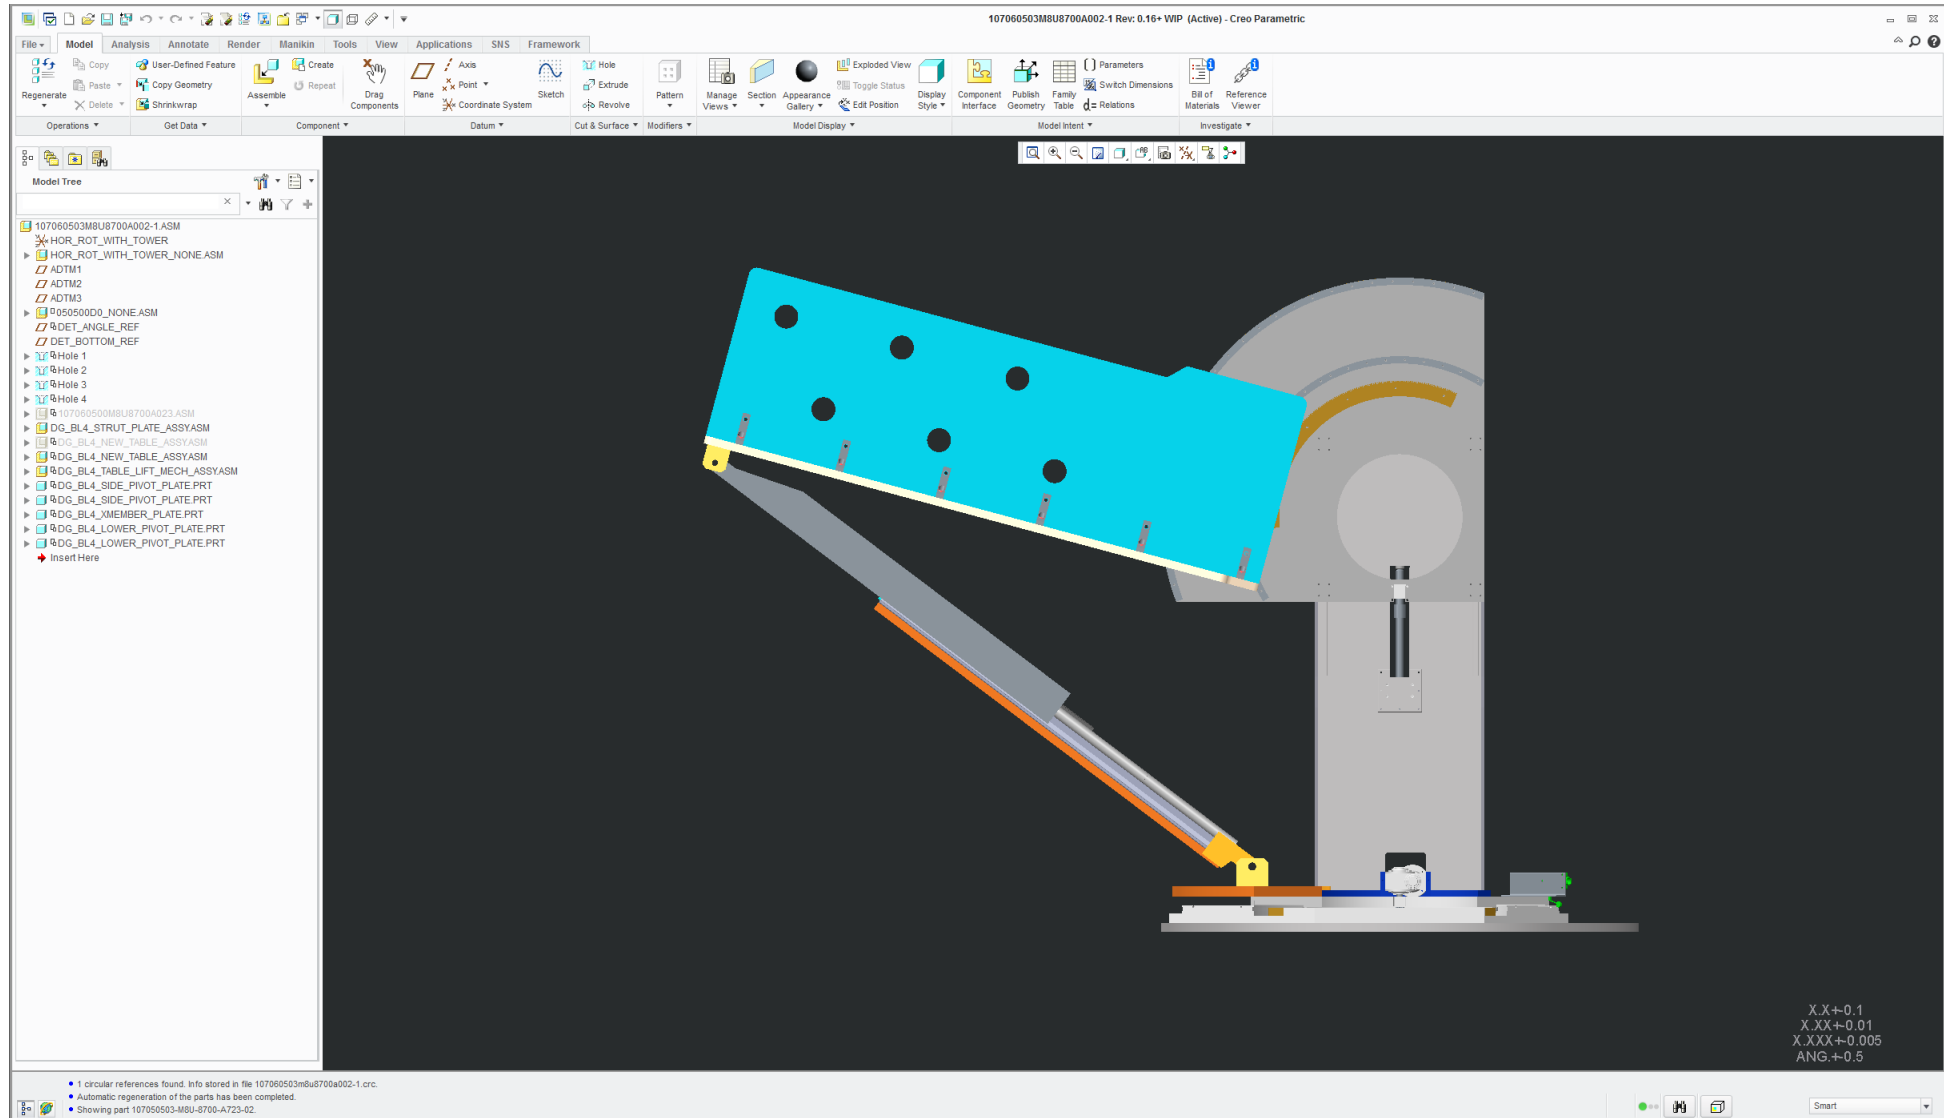 107060503M8U8700A002-1 Rev: 0.16+ WIP (Active) - Creo Parametric
File Model Analysis Annotate Render Manikin Tools View Applications SNS Framework
Regenerate
Copy
Paste
Delete
Operations
User-Defined Feature
Copy Geometry
Shrinkwrap
Get Data
Assemble
Create
Repeat
Drag
Components
Component
Plane
Axis
Point
Coordinate System
Sketch
Datum
Hole
Extrude
Revolve
Cut & Surface
Pattern
Modifiers
Manage
Views
Section
Appearance
Gallery
Exploded View
Toggle Status
Edit Position
Display
Style
Model Display
Component
Interface
Publish
Geometry
Family
Table
Parameters
Switch Dimensions
d= Relations
Model Intent
Bill of
Materials
Reference
Viewer
Investigate
Model Tree
107060503M8U8700A002-1.ASM
HOR_ROT_WITH_TOWER
HOR_ROT_WITH_TOWER_NONE.ASM
ADTM1
ADTM2
ADTM3
050500D0_NONE.ASM
DET_ANGLE_REF
DET_BOTTOM_REF
Hole 1
Hole 2
Hole 3
Hole 4
107060500M8U8700A023.ASM
DG_BL4_STRUT_PLATE_ASSY.ASM
DG_BL4_NEW_TABLE_ASSY.ASM
DG_BL4_NEW_TABLE_ASSY.ASM
DG_BL4_TABLE_LIFT_MECH_ASSY.ASM
DG_BL4_SIDE_PIVOT_PLATE.PRT
DG_BL4_SIDE_PIVOT_PLATE.PRT
DG_BL4_XMEMBER_PLATE.PRT
DG_BL4_LOWER_PIVOT_PLATE.PRT
DG_BL4_LOWER_PIVOT_PLATE.PRT
Insert Here
X.X+-0.1
X.XX+-0.01
X.XXX+-0.005
ANG.+-0.5
• 1 circular references found. Info stored in file 107060503m8u8700a002-1.crc.
• Automatic regeneration of the parts has been completed.
• Showing part 107050503-M8U-8700-A723-02.
Smart